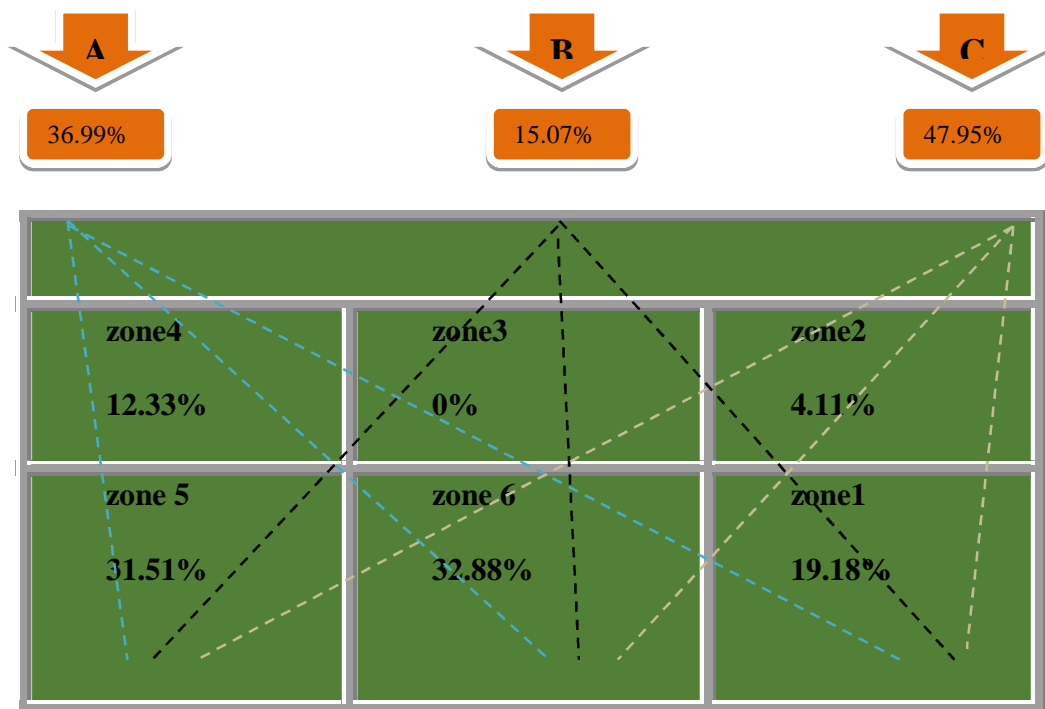 A B C
36.99% 15.07% 47.95%
zone4 zone3 zone2
12.33% 0% 4.11%
zone 5 zone 6 zone1
31.51% 32.88% 19.18%